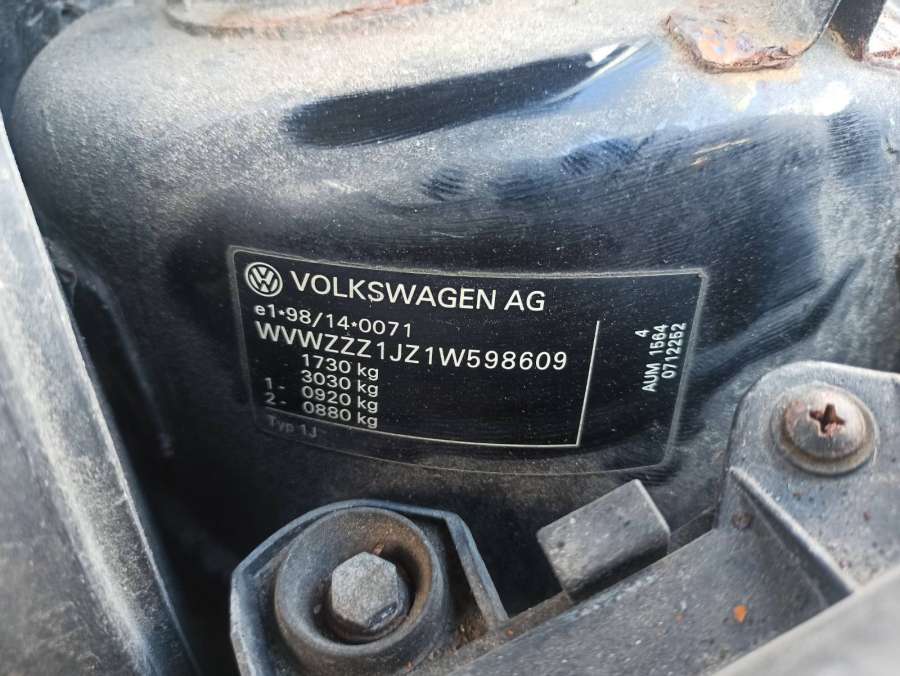 VOLKSWAGEN AG
e1*98/14*0071
WVWZZZ1JZ1W598609
1730 kg
3030 kg
1- 0920 kg
2- 0880 kg
Typ 1J
4
AUM 1564
0712252